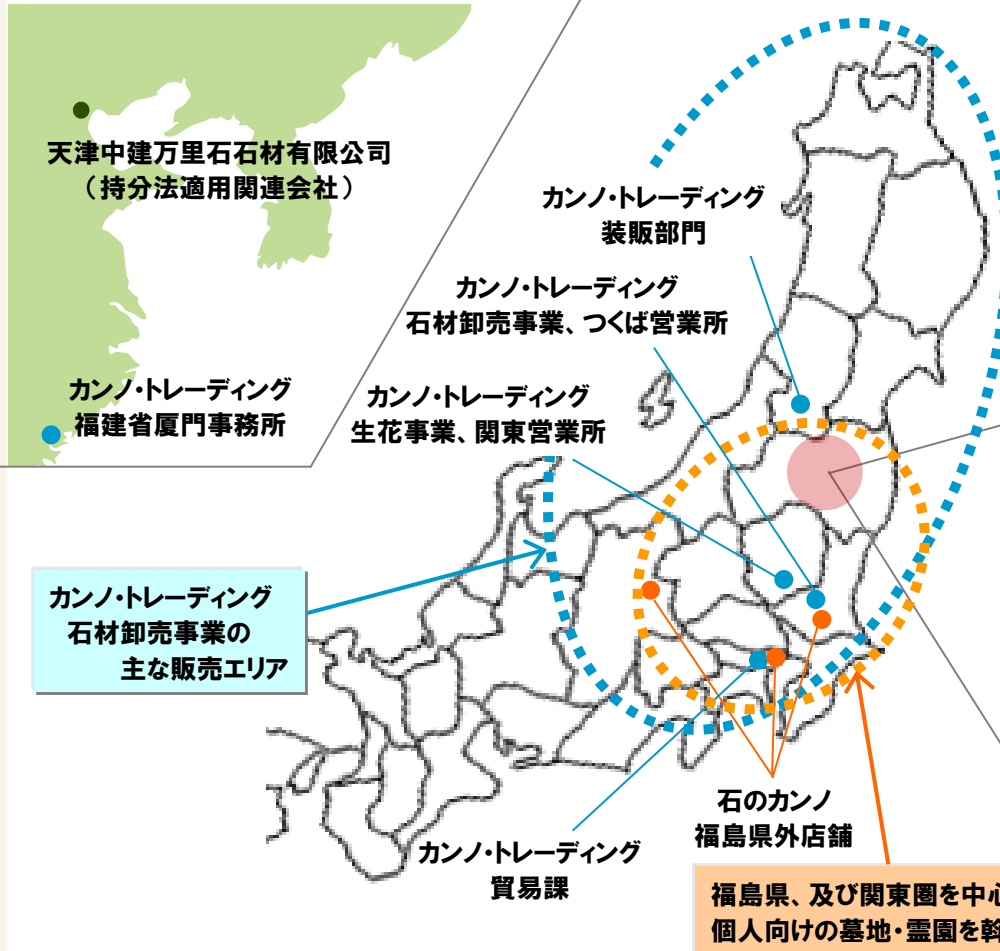 天津中建万里石石材有限公司
（持分法適用関連会社）
カンノ・トレーディング
福建省厦門事務所
カンノ・トレーディング
装販部門
カンノ・トレーディング
石材卸売事業、つくば営業所
カンノ・トレーディング
生花事業、関東営業所
カンノ・トレーディング
石材卸売事業の
主な販売エリア
石のカンノ
福島県外店舗
カンノ・トレーディング
貿易課
福島県、及び関東圏を中心
個人向けの墓地・霊園を斡